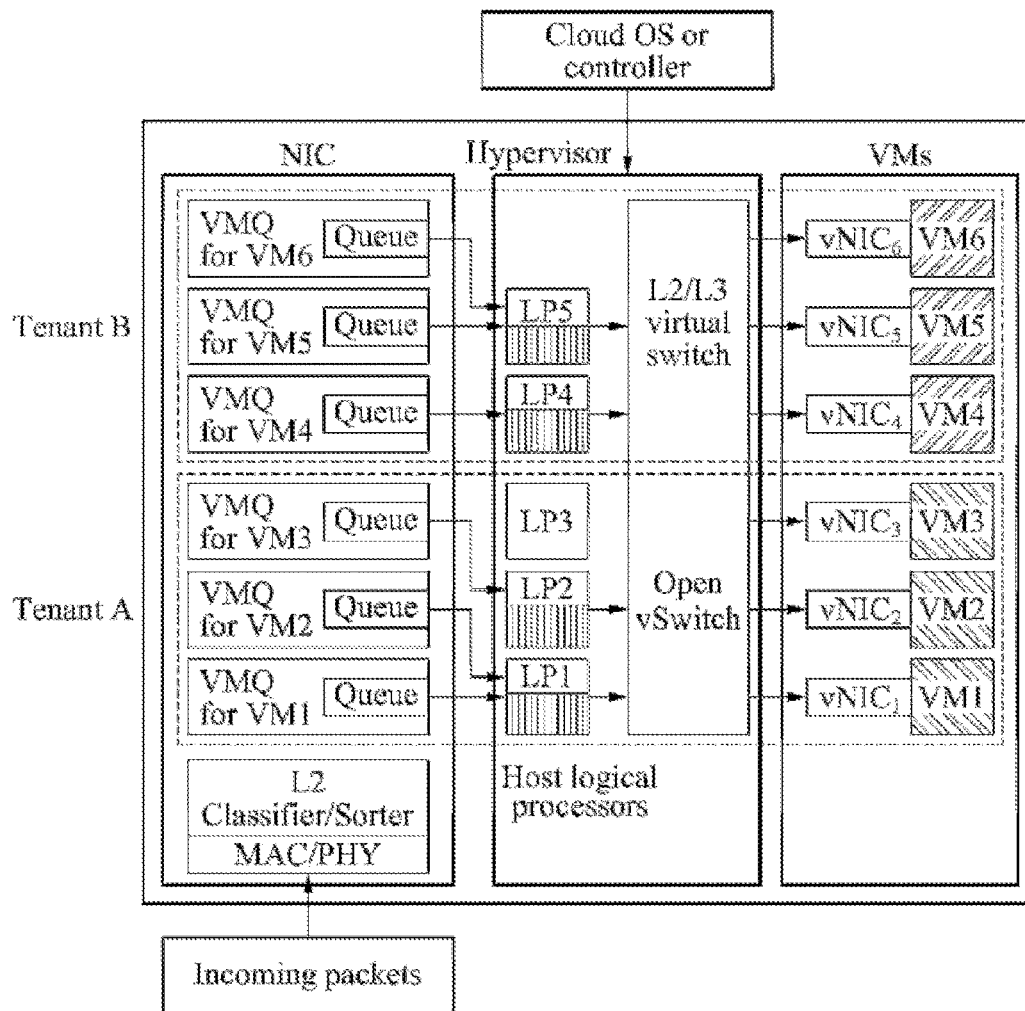 Cloud OS or
controller
NIC
Hypervisor
VMs
Tenant B
VMQ
for VM6
Queue
VMQ
for VM5
Queue
VMQ
for VM4
Queue
LP5
LP4
L2/L3
virtual
switch
vNIC6
VM6
vNIC5
VM5
vNIC4
VM4
Tenant A
VMQ
for VM3
Queue
VMQ
for VM2
Queue
VMQ
for VM1
Queue
LP3
LP2
LP1
Open
vSwitch
vNIC3
VM3
vNIC2
VM2
vNIC1
VM1
L2
Classifier/Sorter
MAC/PHY
Host logical
processors
Incoming packets